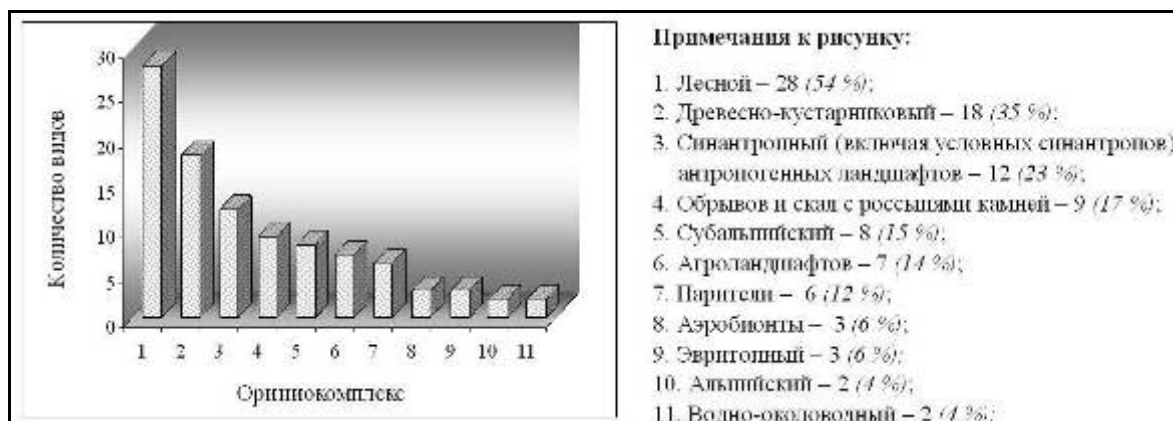 Количество видов
30
25
20
15
10
5
0
1 2 3 4 5 6 7 8 9 10 11
Орнитокомплекс
Примечания к рисунку:
1. Лесной – 28 (54 %);
2. Древесно-кустарниковый – 18 (35 %);
3. Синантропный (включая условных синантропов)
антропогенных ландшафтов – 12 (23 %);
4. Обрывов и скал с россыпями камней – 9 (17 %);
5. Субальпийский – 8 (15 %);
6. Агроландшафтов – 7 (14 %);
7. Парители – 6 (12 %);
8. Аэробионты – 3 (6 %);
9. Эвритопный – 3 (6 %);
10. Альпийский – 2 (4 %);
11. Водно-околоводный – 2 (4 %);